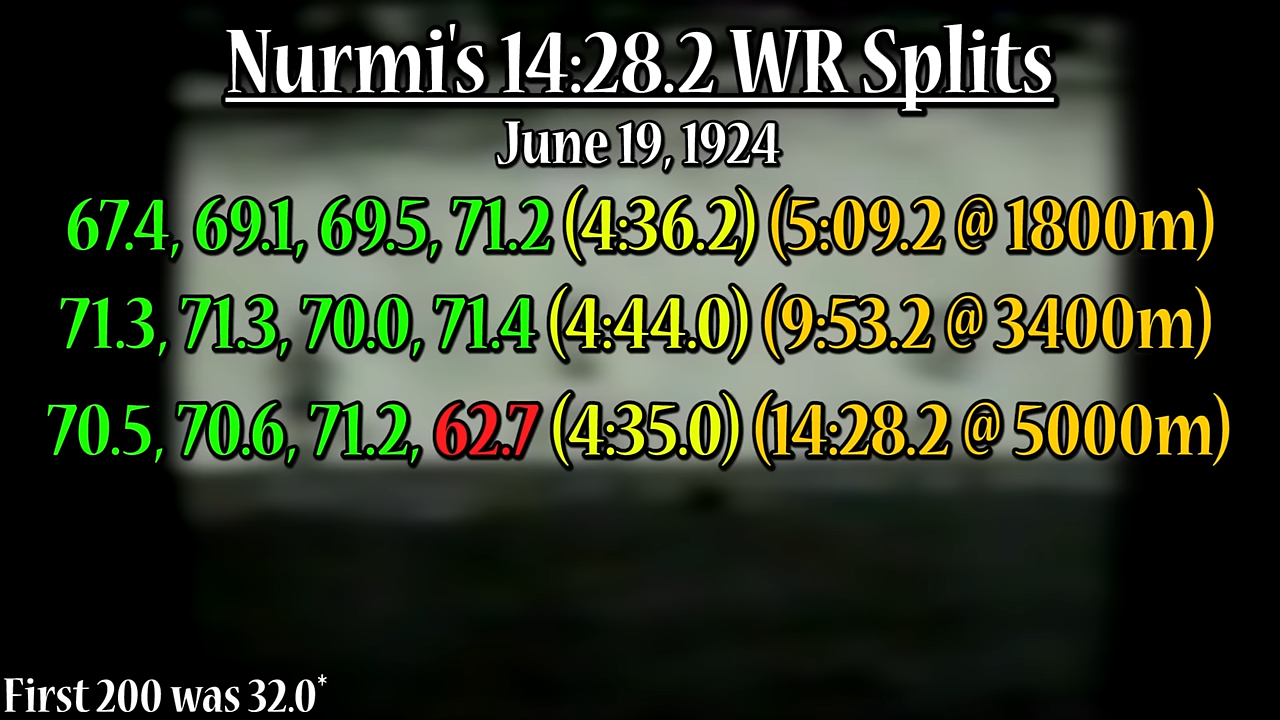 Nurmi's 14:28.2 WR Splits
June 19, 1924
67.4, 69.1, 69.5, 71.2 (4:36.2) (5:09.2 @ 1800m)
71.3, 71.3, 70.0, 71.4 (4:44.0) (9:53.2 @ 3400m)
70.5, 70.6, 71.2, 62.7 (4:35.0) (14:28.2 @ 5000m)
First 200 was 32.0*